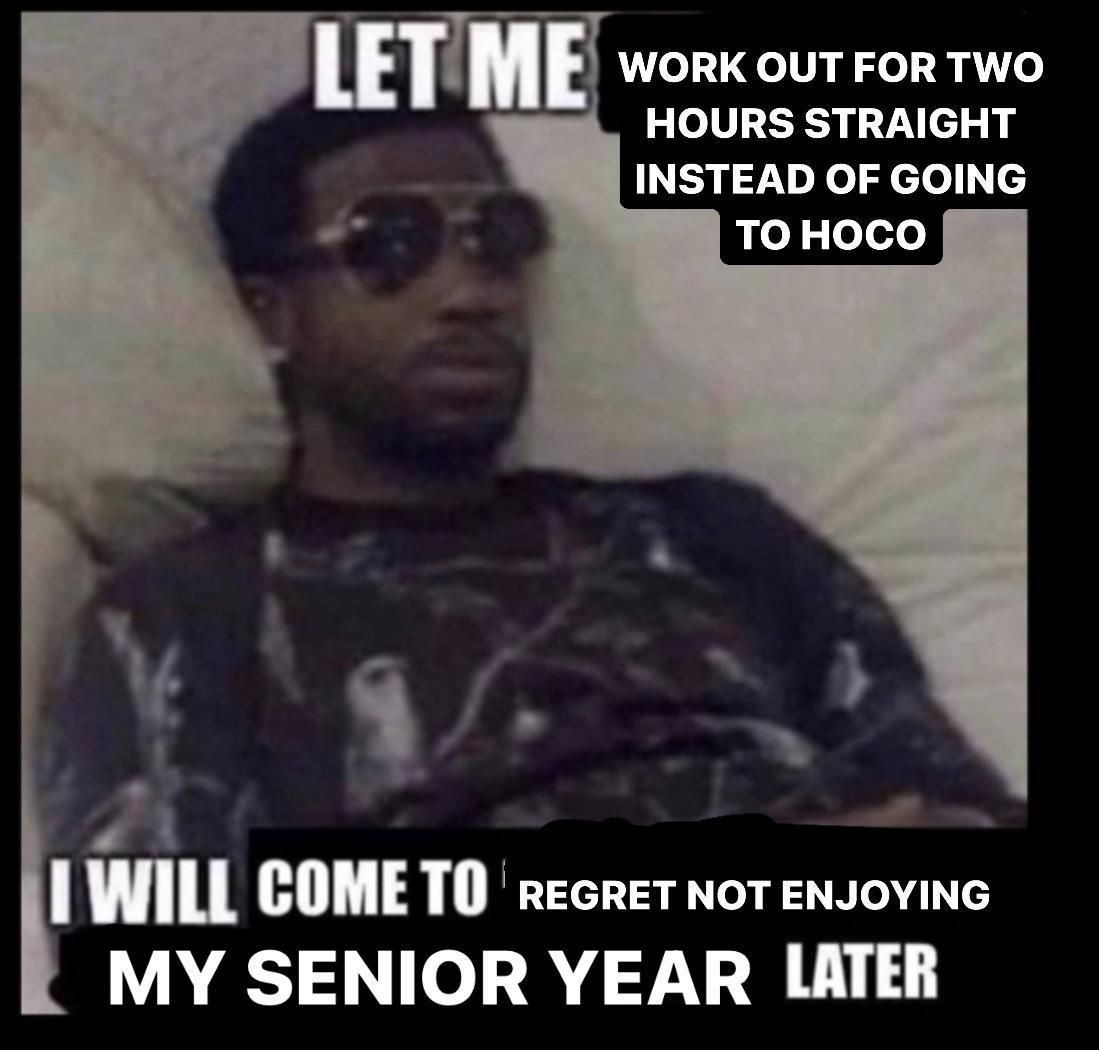 LET ME WORK OUT FOR TWO
HOURS STRAIGHT
INSTEAD OF GOING
TO HOCO
I WILL COME TO REGRET NOT ENJOYING
MY SENIOR YEAR LATER